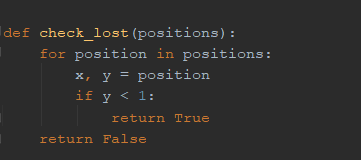 def check_lost(positions):
    for position in positions:
        x, y = position
        if y < 1:
            return True
    return False